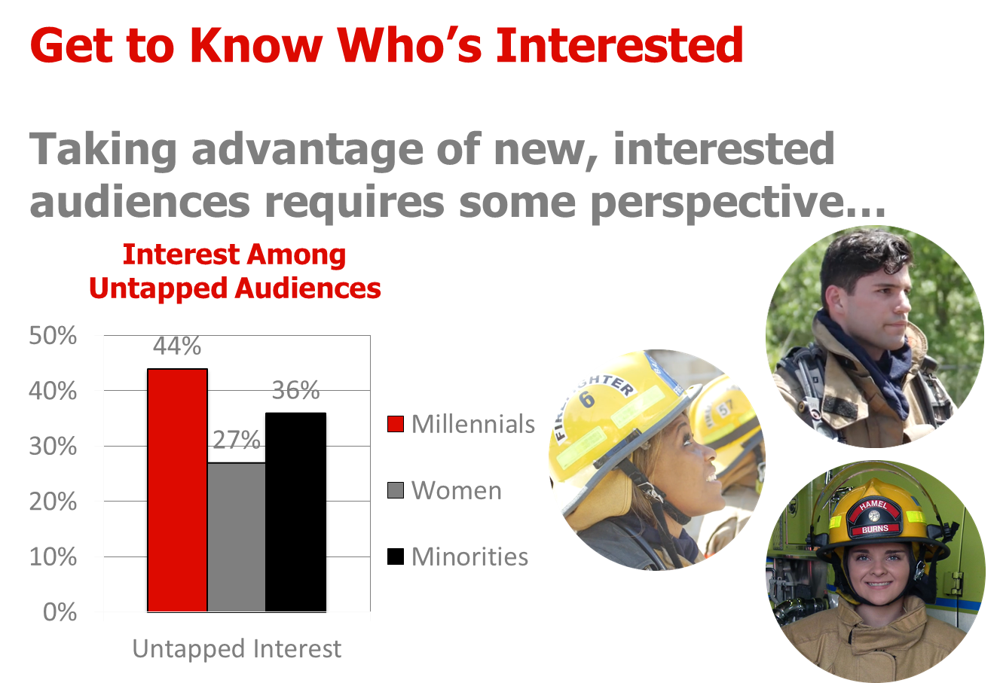 Get to Know Who’s Interested
Taking advantage of new, interested
audiences requires some perspective…
Interest Among
Untapped Audiences
50%
40%
30%
20%
10%
0%
44%
27%
36%
Untapped Interest
Millennials
Women
Minorities
6
57
HAMEL
BURNS